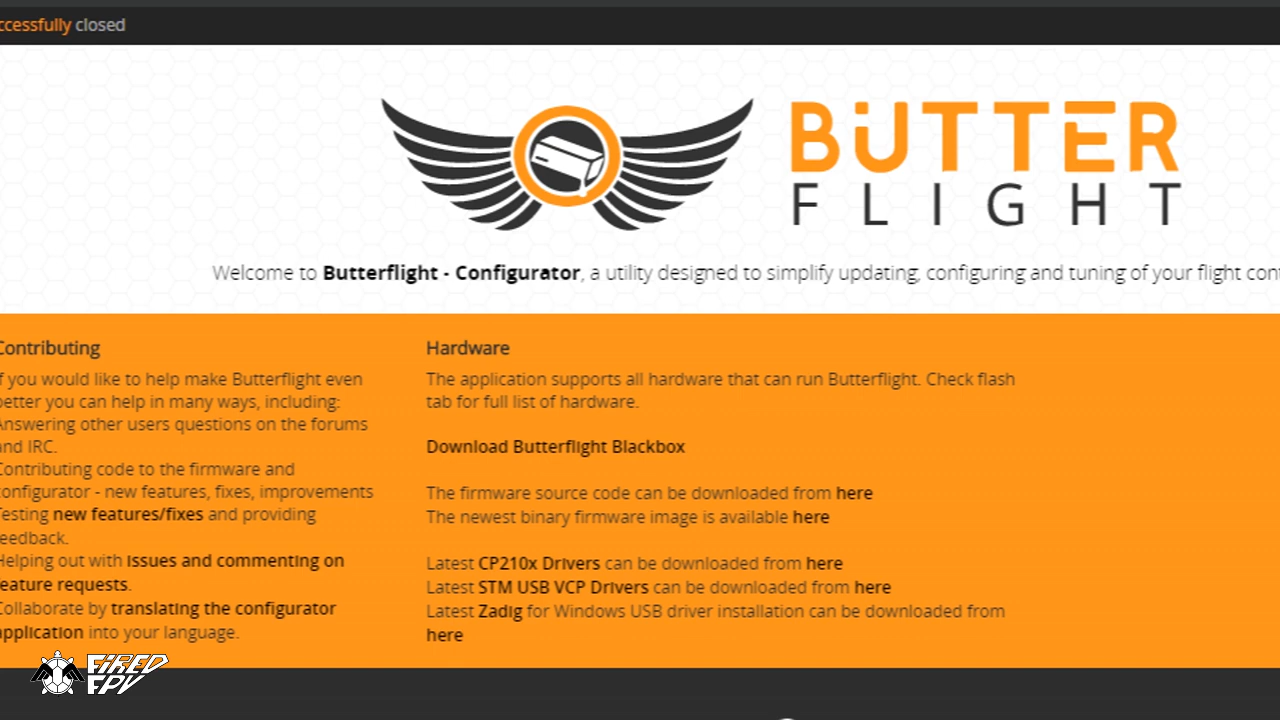 ccessfully closed
BUTTER
FLIGHT
Welcome to Butterflight - Configurator, a utility designed to simplify updating, configuring and tuning of your flight cont
Contributing
If you would like to help make Butterflight even
better you can help in many ways, including:
Answering other users questions on the forums
and IRC.
Contributing code to the firmware and
configurator - new features, fixes, improvements
Testing new features/fixes and providing
feedback.
Helping out with issues and commenting on
feature requests.
Collaborate by translating the configurator
application into your language.
Hardware
The application supports all hardware that can run Butterflight. Check flash
tab for full list of hardware.
Download Butterflight Blackbox
The firmware source code can be downloaded from here
The newest binary firmware image is available here
Latest CP210x Drivers can be downloaded from here
Latest STM USB VCP Drivers can be downloaded from here
Latest Zadig for Windows USB driver installation can be downloaded from
here
FIRED
FPV